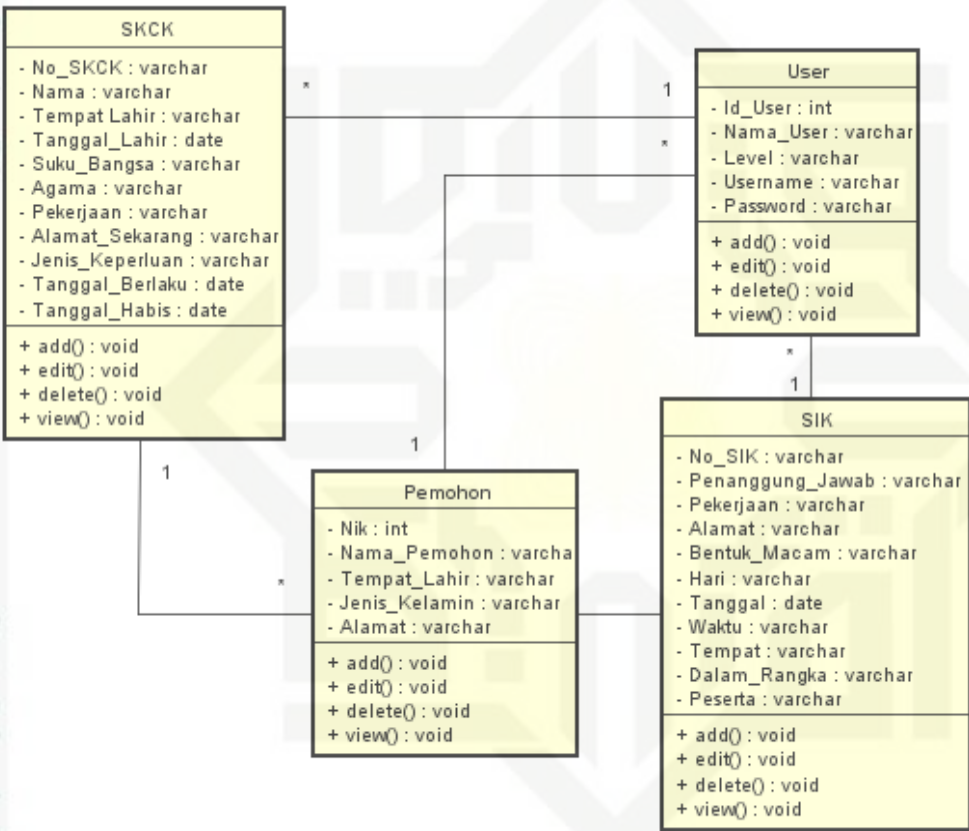 SKCK
- No_SKCK : varchar
- Nama : varchar
- Tempat Lahir : varchar
- Tanggal_Lahir : date
- Suku_Bangsa : varchar
- Agama : varchar
- Pekerjaan : varchar
- Alamat_Sekarang : varchar
- Jenis_Keperluan : varchar
- Tanggal_Berlaku : date
- Tanggal_Habis : date
+ add() : void
+ edit() : void
+ delete() : void
+ view() : void
*
1
User
- Id_User : int
- Nama_User : varchar
- Level : varchar
- Username : varchar
- Password : varchar
+ add() : void
+ edit() : void
+ delete() : void
+ view() : void
*
1
*
1
1
*
Pemohon
- Nik : int
- Nama_Pemohon : varcha
- Tempat_Lahir : varchar
- Jenis_Kelamin : varchar
- Alamat : varchar
+ add() : void
+ edit() : void
+ delete() : void
+ view() : void
SIK
- No_SIK : varchar
- Penanggung_Jawab : varchar
- Pekerjaan : varchar
- Alamat : varchar
- Bentuk_Macam : varchar
- Hari : varchar
- Tanggal : date
- Waktu : varchar
- Tempat : varchar
- Dalam_Rangka : varchar
- Peserta : varchar
+ add() : void
+ edit() : void
+ delete() : void
+ view() : void